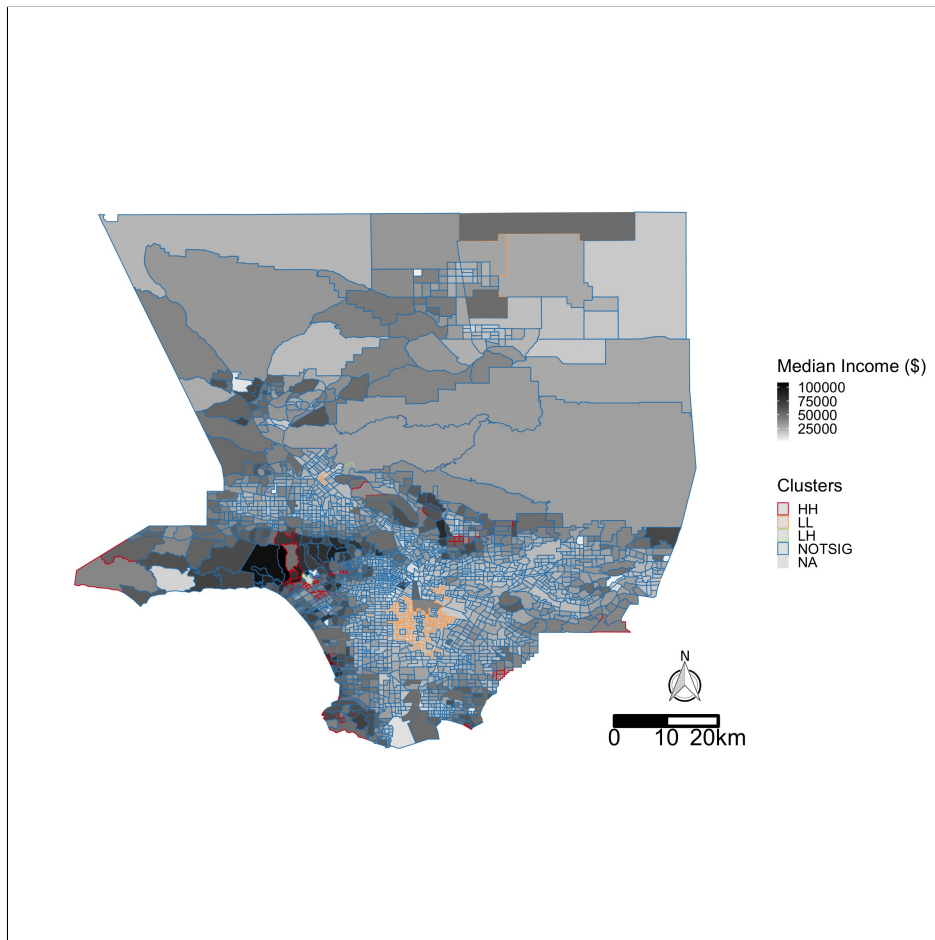 Median Income ($)
100000
75000
50000
25000
Clusters
HH
LL
LH
NOTSIG
NA
N
0 10 20km